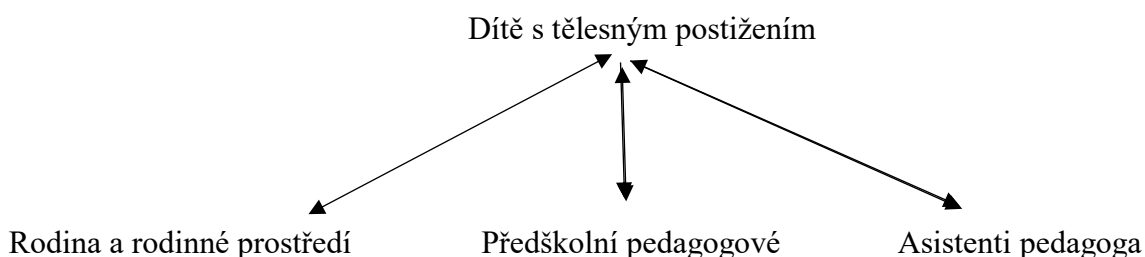 Dítě s tělesným postižením
Rodina a rodinné prostředí Předškolní pedagogové Asistenti pedagoga